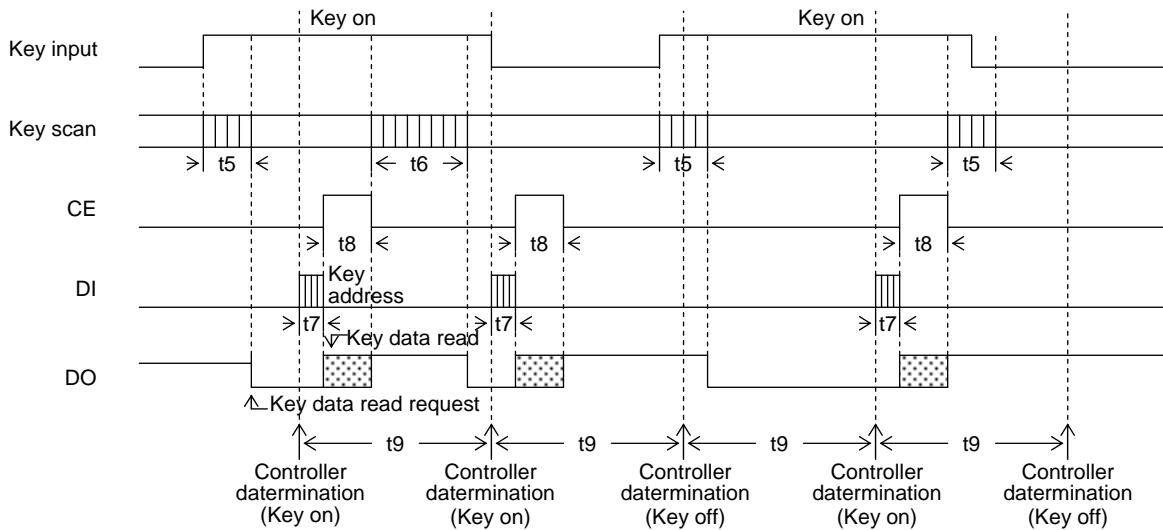 Key on Key on
Key input
Key scan
t5 t6 t5 t5
CE
t8 t8 t8
DI
Key
address
t7 t7 t7
Key data read
DO
Key data read request
t9 t9 t9 t9
Controller Controller Controller Controller Controller
datermination datermination datermination datermination datermination
(Key on) (Key on) (Key off) (Key on) (Key off)